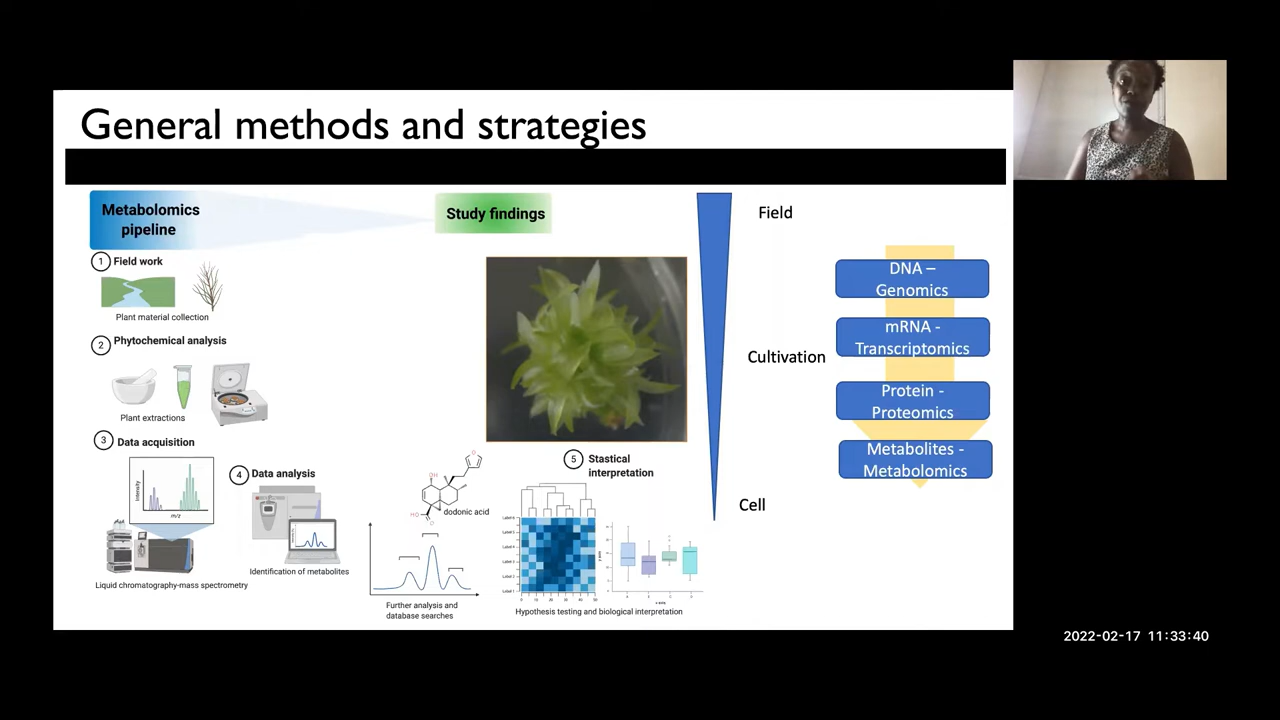 General methods and strategies
Metabolomics
pipeline
Study findings
1 Field work
Plant material collection
2 Phytochemical analysis
Plant extractions
3 Data acquisition
Intensity
m/z
Liquid chromatography-mass spectrometry
4 Data analysis
Identification of metabolites
OH
O
HO
O
dodonic acid
Further analysis and
database searches
5 Stastical
interpretation
Hypothesis testing and biological interpretation
Field
Cultivation
Cell
DNA –
Genomics
mRNA -
Transcriptomics
Protein -
Proteomics
Metabolites -
Metabolomics
2022-02-17 11:33:40